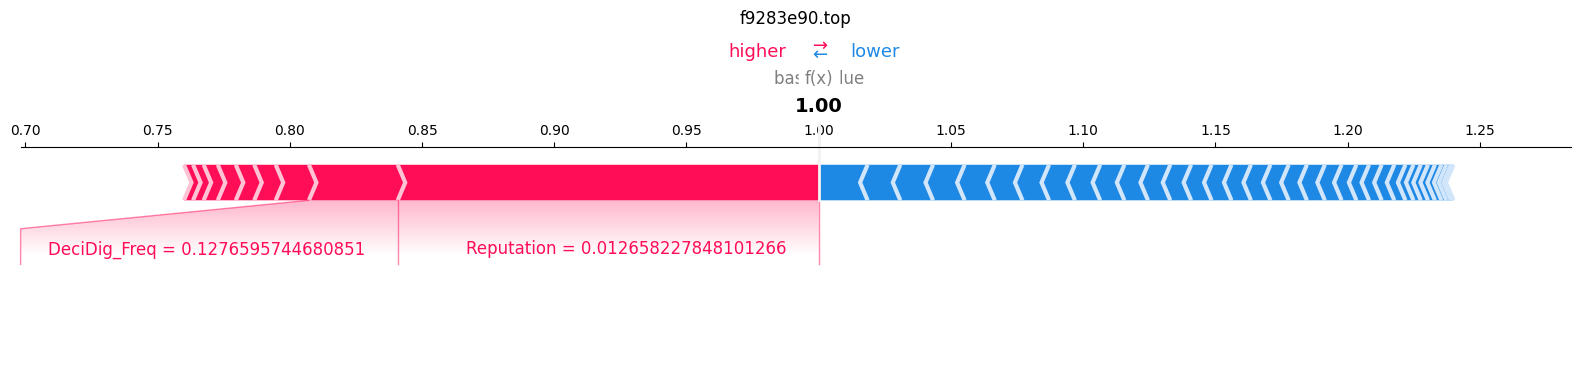 f9283e90.top
higher → ← lower
f(x)
1.00
0.70 0.75 0.80 0.85 0.90 0.95 1.00 1.05 1.10 1.15 1.20 1.25
DeciDig_Freq = 0.1276595744680851 Reputation = 0.012658227848101266